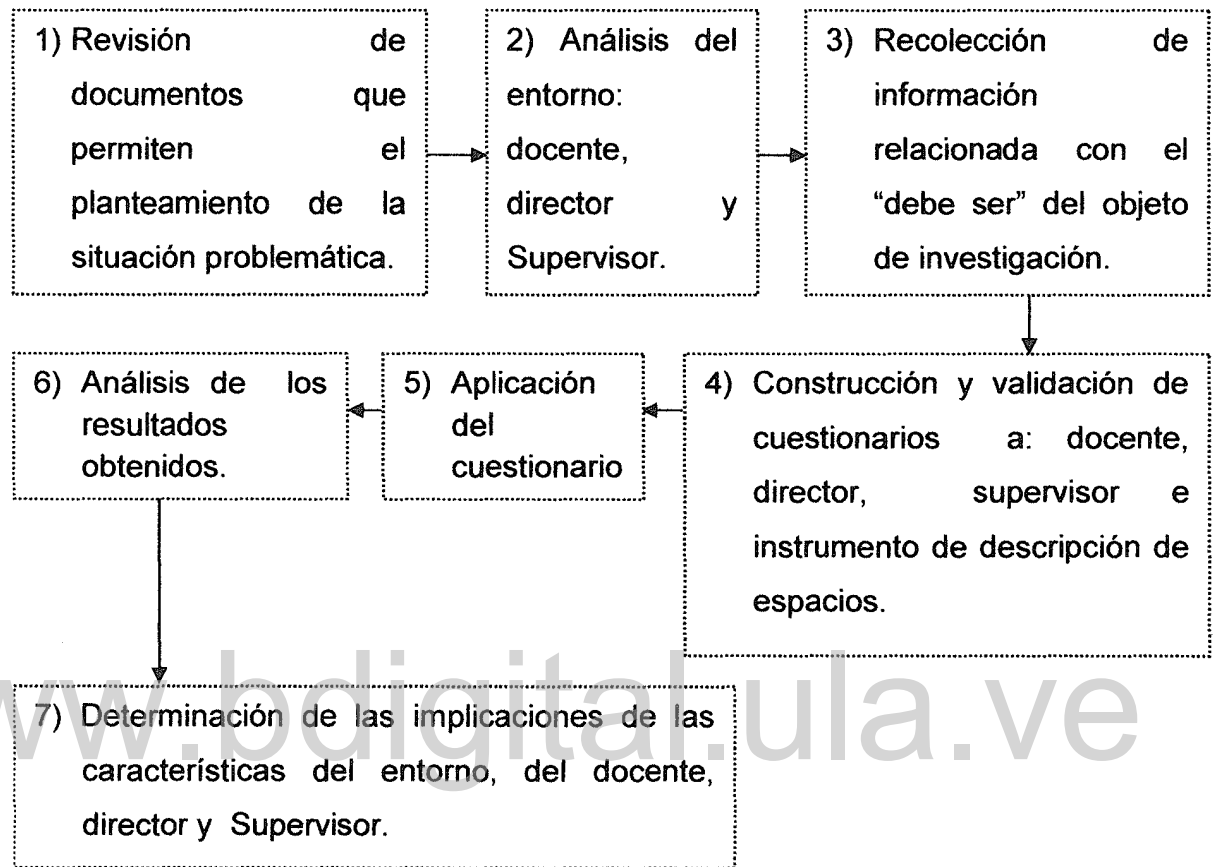 1) Revisión de
documentos que
permiten el
planteamiento de la
situación problemática.
2) Análisis del
entorno:
docente,
director y
Supervisor.
3) Recolección de
información
relacionada con el
“debe ser” del objeto
de investigación.
4) Construcción y validación de
cuestionarios a: docente,
director, supervisor e
instrumento de descripción de
espacios.
5) Aplicación
del
cuestionario
6) Análisis de los
resultados
obtenidos.
7) Determinación de las implicaciones de las
características del entorno, del docente,
director y Supervisor.
www.bdigital.ula.ve